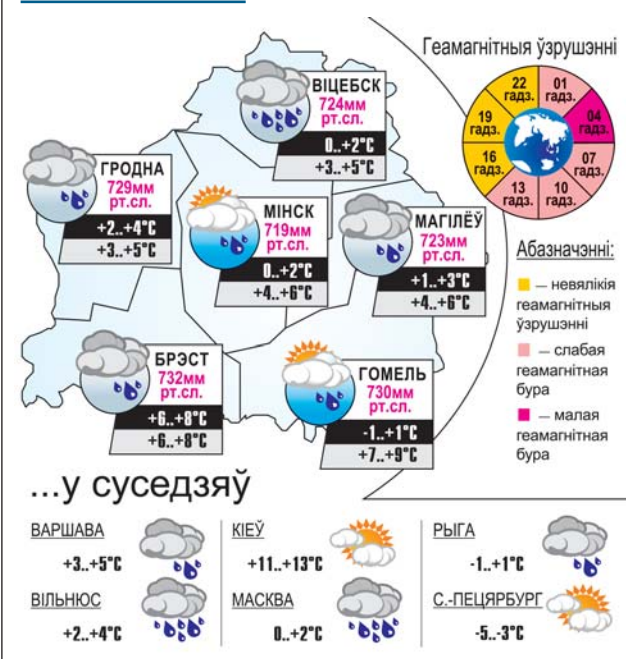 Геамагнітныя ўзрушэнні
22 гадз.
01 гадз.
04 гадз.
07 гадз.
10 гадз.
13 гадз.
16 гадз.
19 гадз.
ВІЦЕБСК
724мм
рт.сл.
0..+2°C
+3..+5°C
ГРОДНА
729мм
рт.сл.
+2..+4°C
+3..+5°C
МІНСК
719мм
рт.сл.
0..+2°C
+4..+6°C
МАГІЛЁЎ
723мм
рт.сл.
+1..+3°C
+4..+6°C
БРЭСТ
732мм
рт.сл.
+6..+8°C
+6..+8°C
ГОМЕЛЬ
730мм
рт.сл.
-1..+1°C
+7..+9°C
Абазначэнні:
— невялікія
геамагнітныя
ўзрушэнні
— слабая
геамагнітная
бура
— малая
геамагнітная
бура
...у суседзяў
ВАРШАВА
+3..+5°C
КІЕЎ
+11..+13°C
РЫГА
-1..+1°C
ВІЛЬНЮС
+2..+4°C
МАСКВА
0..+2°C
С.-ПЕЦЯРБУРГ
-5..-3°C